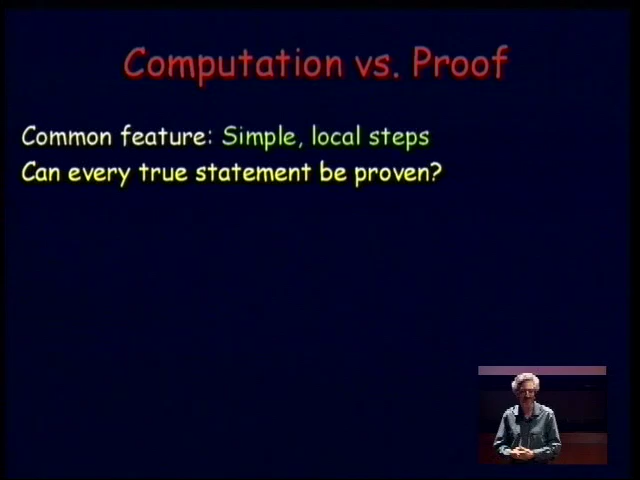 Computation vs. Proof
Common feature: Simple, local steps
Can every true statement be proven?